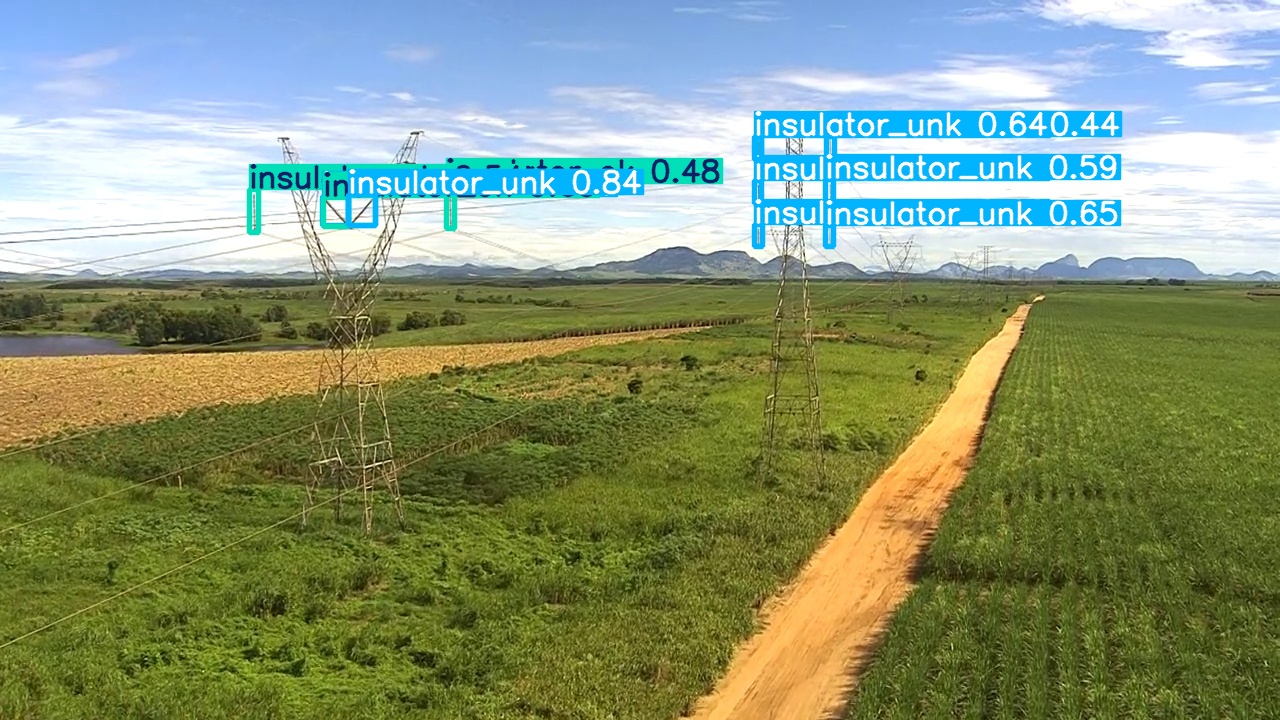 insulator_unk 0.640.44
insul insulator_unk 0.59
0.48
insul in insulator_unk 0.84
insul insulator_unk 0.65